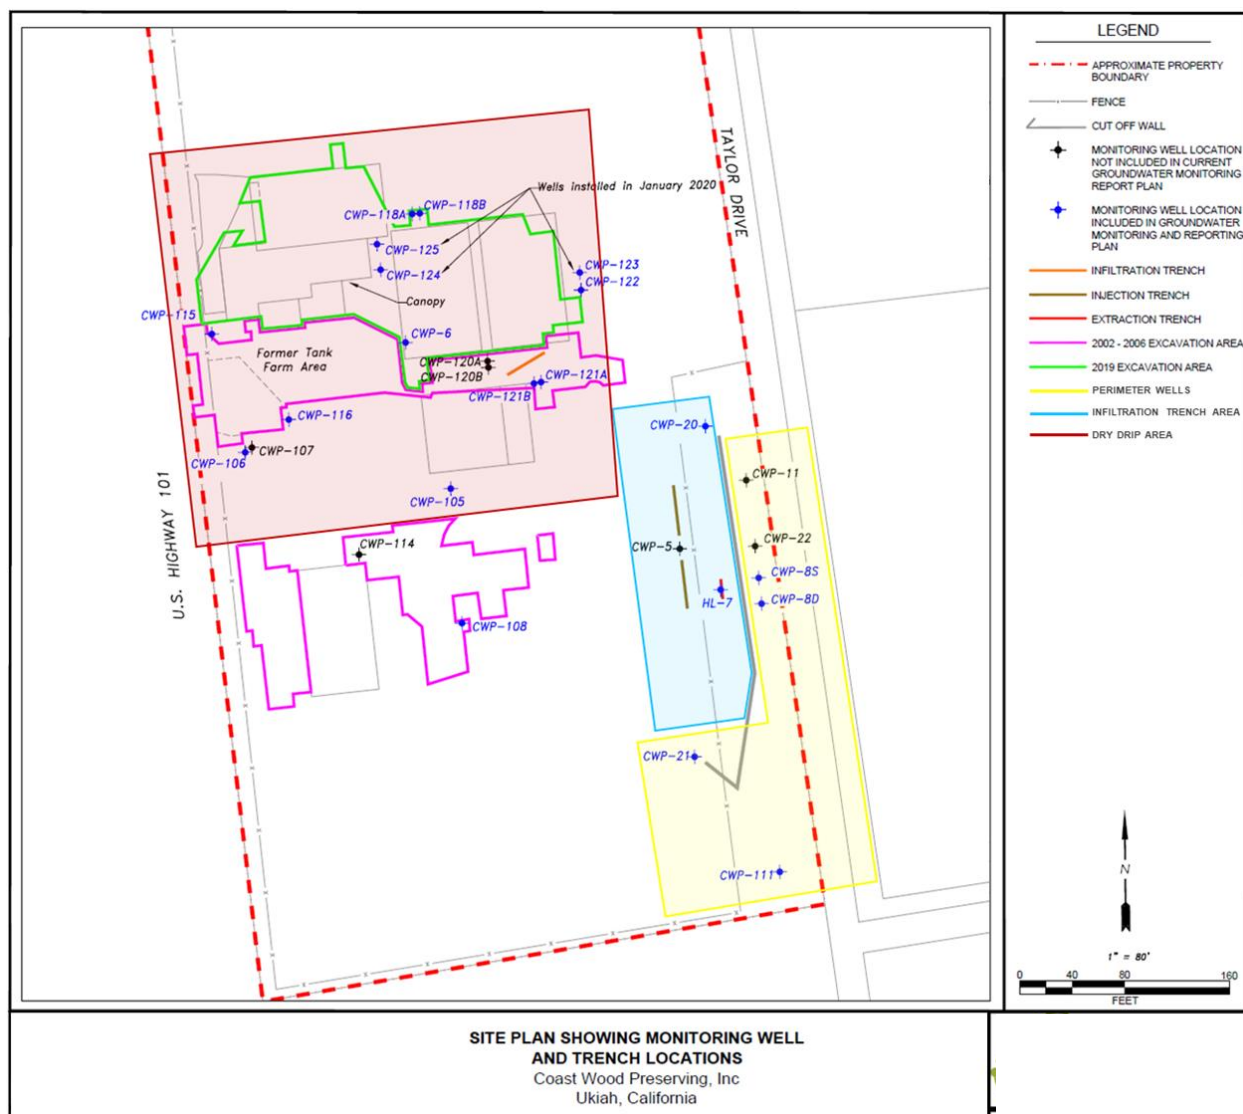 LEGEND
APPROXIMATE PROPERTY
BOUNDARY
FENCE
CUT OFF WALL
MONITORING WELL LOCATION
NOT INCLUDED IN CURRENT
GROUNDWATER MONITORING
REPORT PLAN
MONITORING WELL LOCATION
INCLUDED IN GROUNDWATER
MONITORING AND REPORTING
PLAN
INFILTRATION TRENCH
INJECTION TRENCH
EXTRACTION TRENCH
2002 - 2006 EXCAVATION AREA
2019 EXCAVATION AREA
PERIMETER WELLS
INFILTRATION TRENCH AREA
DRY DRIP AREA
TAYLOR DRIVE
Wells installed in January 2020
CWP-118A
CWP-118B
CWP-125
CWP-124
CWP-123
CWP-122
Canopy
CWP-115
CWP-6
Former Tank
Farm Area
CWP-120A
CWP-120B
CWP-121A
CWP-121B
CWP-116
CWP-107
CWP-106
CWP-105
CWP-20
CWP-11
U.S. HIGHWAY 101
CWP-114
CWP-5
CWP-22
CWP-8S
HL-7
CWP-8D
CWP-108
CWP-21
CWP-111
N
1" = 80'
0 40 80 160
FEET
SITE PLAN SHOWING MONITORING WELL
AND TRENCH LOCATIONS
Coast Wood Preserving, Inc
Ukiah, California